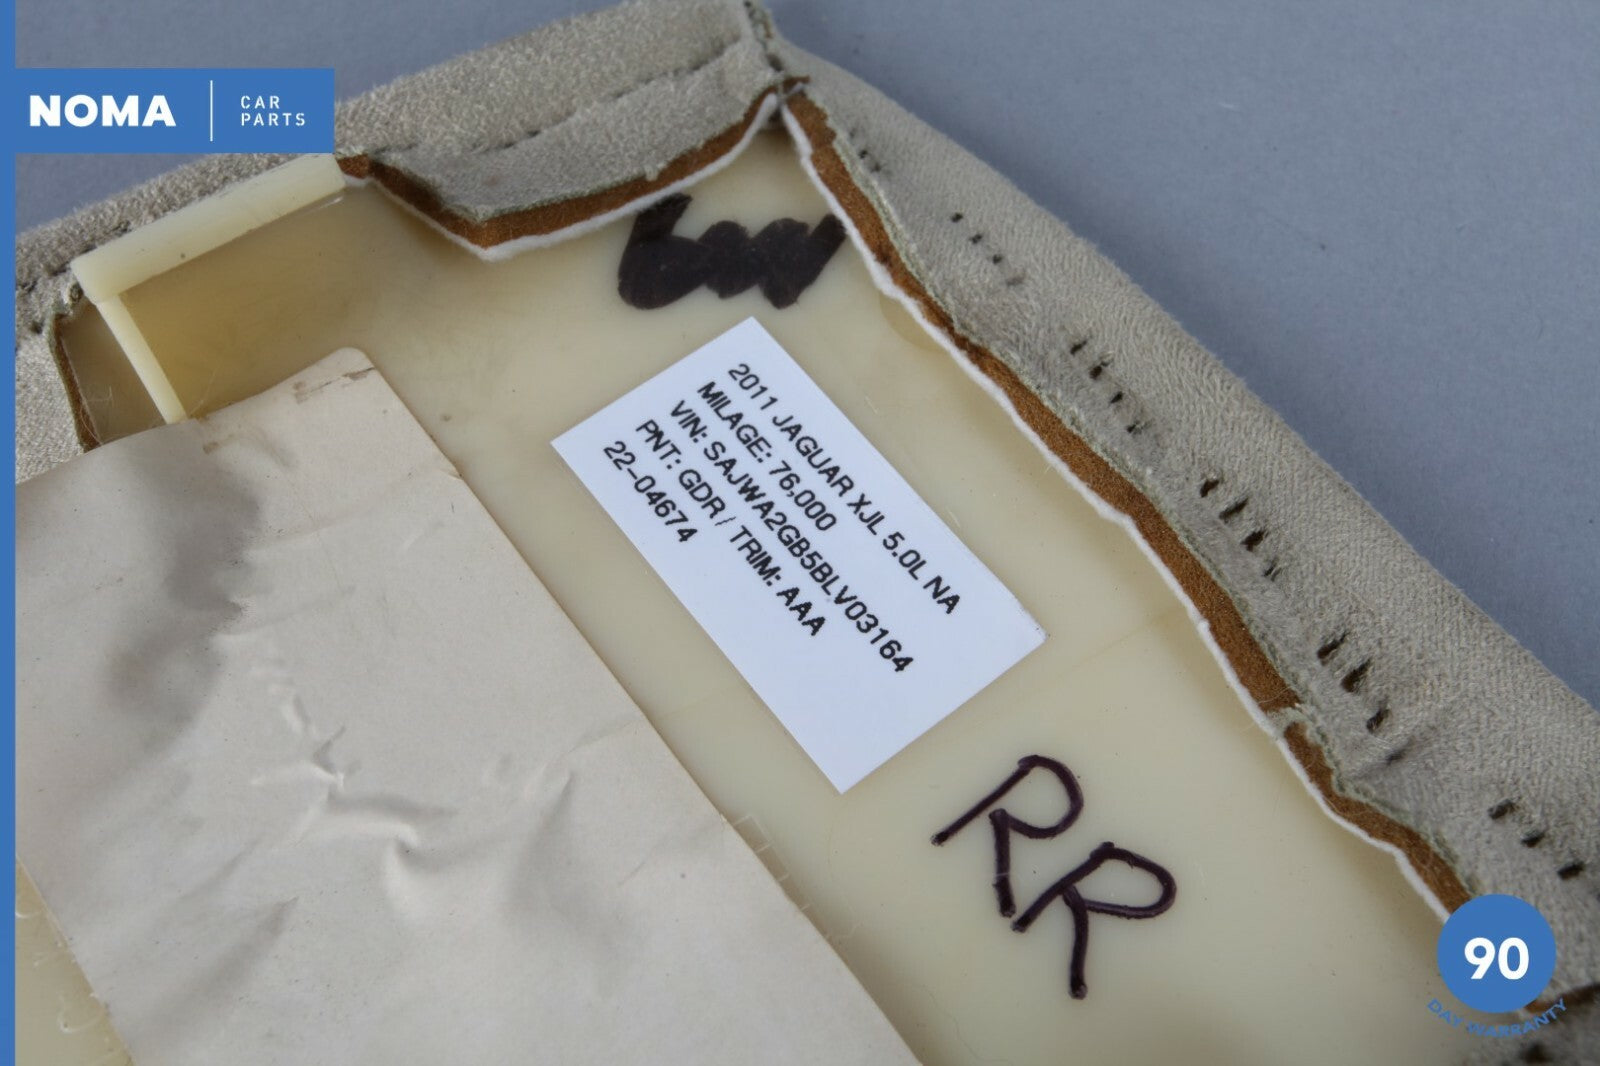 NOMA
CAR
PARTS
2011 JAGUAR XJL 5.0L NA
MILAGE: 76,000
VIN: SAJWA2GB5BLV03164
PNT: GDR / TRIM: AAA
22-04674
RR
90
DAY WARRANTY